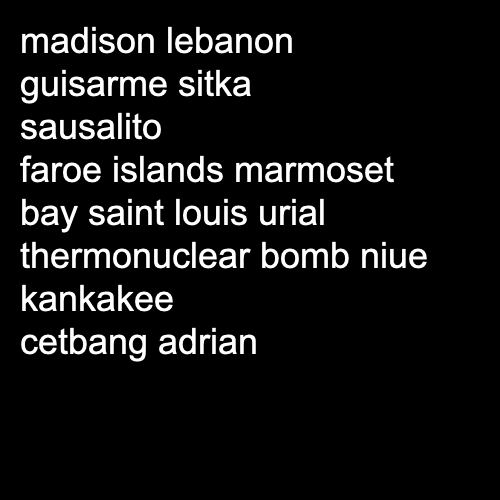 madison lebanon
guisarme sitka
sausalito
faroe islands marmoset
bay saint louis urial
thermonuclear bomb niue
kankakee
cetbang adrian